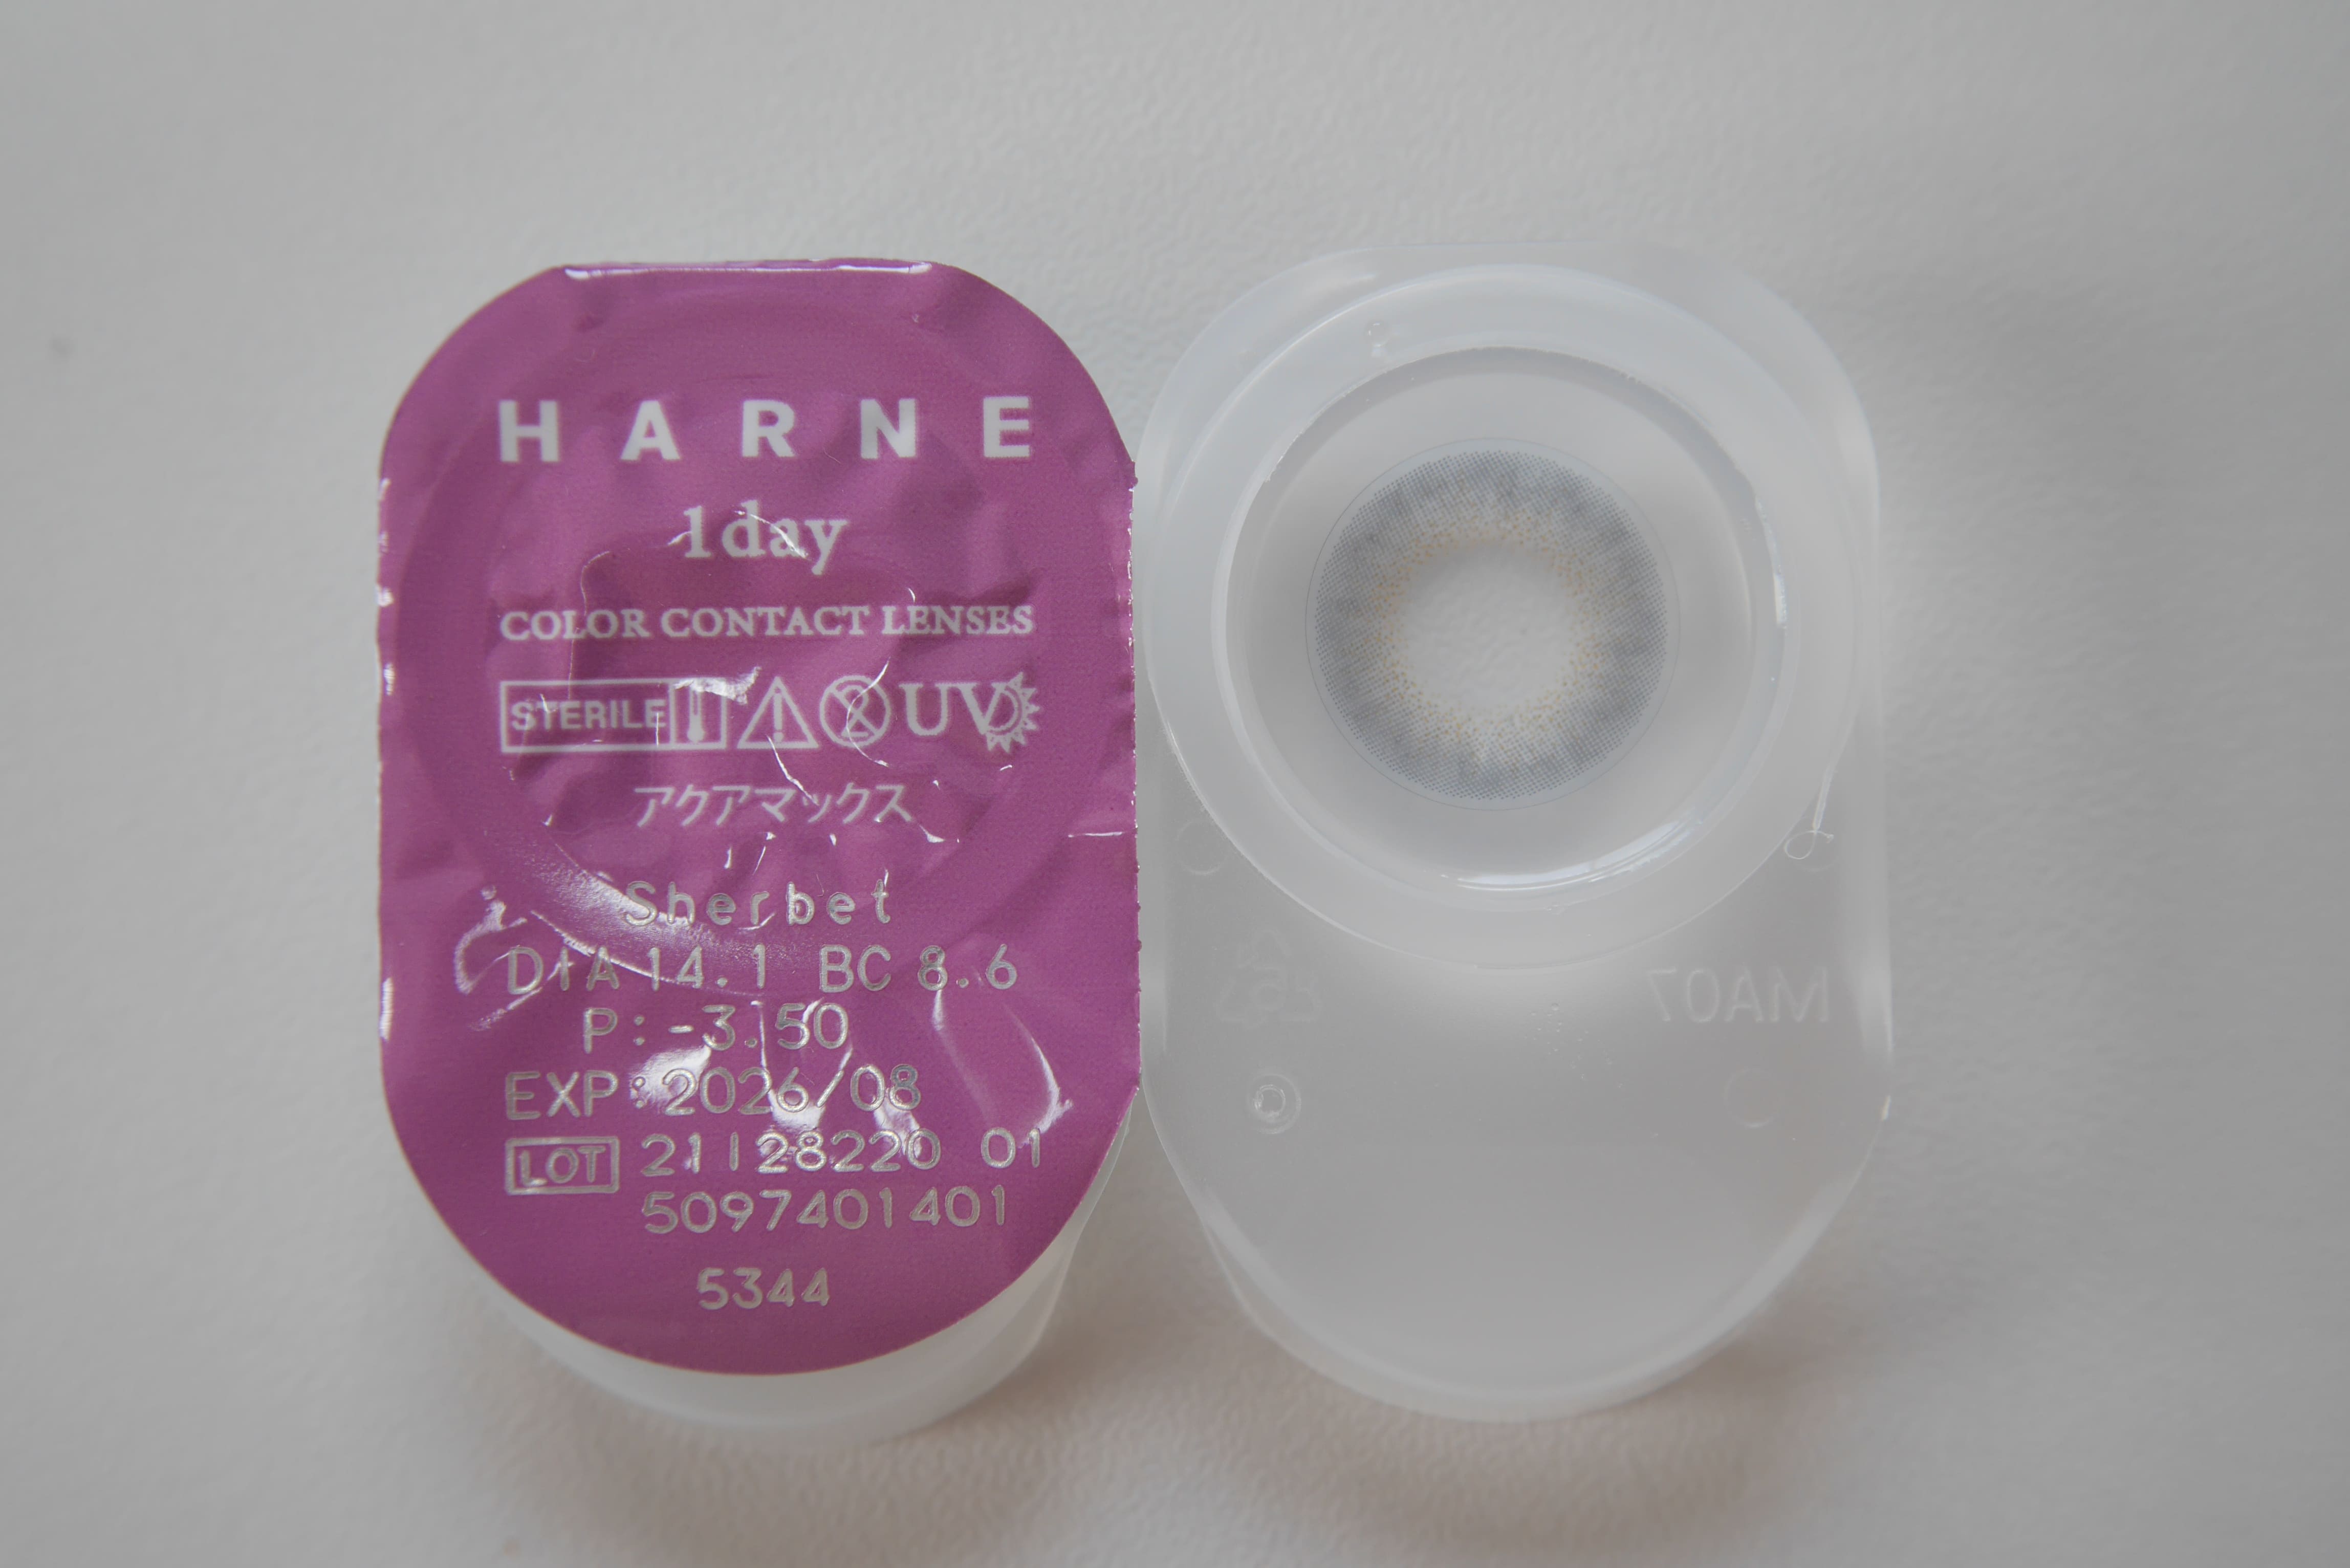 HARNE
1day
COLOR CONTACT LENSES
STERILE UV
アクアマックス
Sherbet
DIA 14.1 BC 8.6
P:-3.50
EXP:2026/08
LOT 21128220 01
5097401401
5344
MA07
5